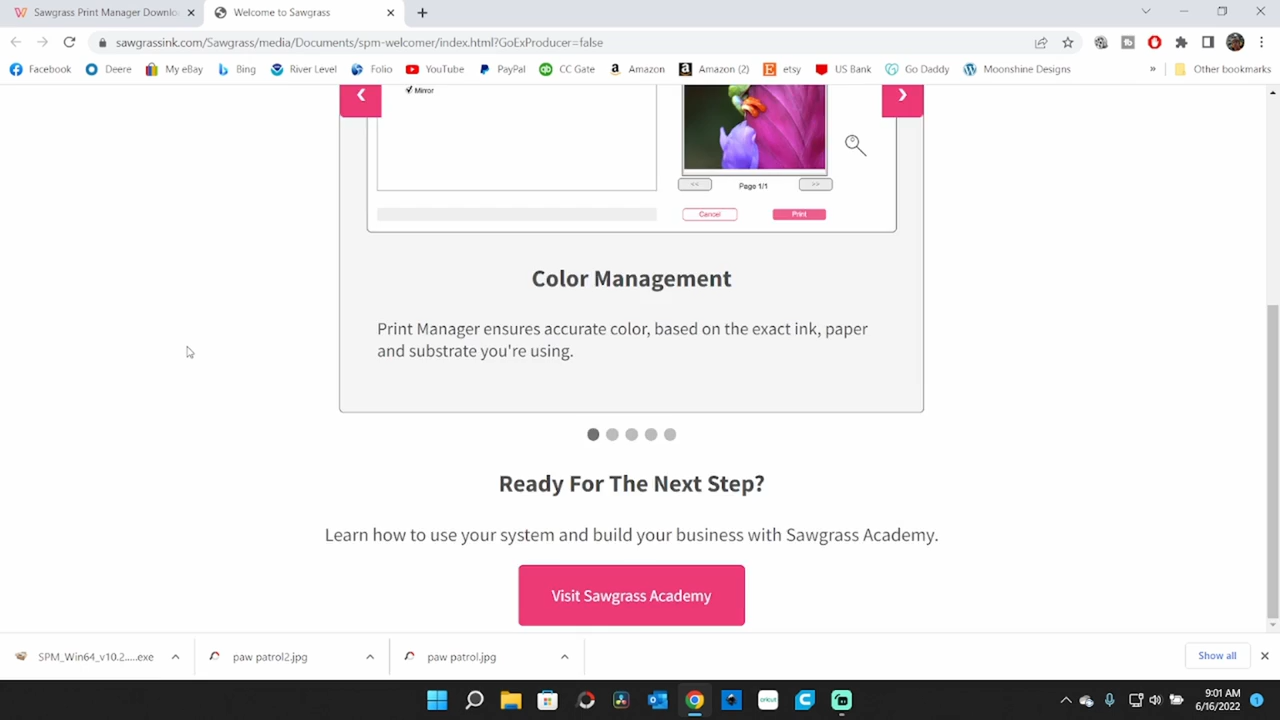 Sawgrass Print Manager Downlo
Welcome to Sawgrass
sawgrassink.com/Sawgrass/media/Documents/spm-welcomer/index.html?GoExProducer=false
Facebook
Deere
My eBay
Bing
River Level
Folio
YouTube
PayPal
CC Gate
Amazon
Amazon (2)
etsy
US Bank
Go Daddy
Moonshine Designs
»
Other bookmarks
Mirror
<<
Page 1/1
>>
Cancel
Print
Color Management
Print Manager ensures accurate color, based on the exact ink, paper
and substrate you're using.
Ready For The Next Step?
Learn how to use your system and build your business with Sawgrass Academy.
Visit Sawgrass Academy
SPM_Win64_v10.2.....exe
paw patrol2.jpg
paw patrol.jpg
Show all
cricut
9:01 AM
6/16/2022
1